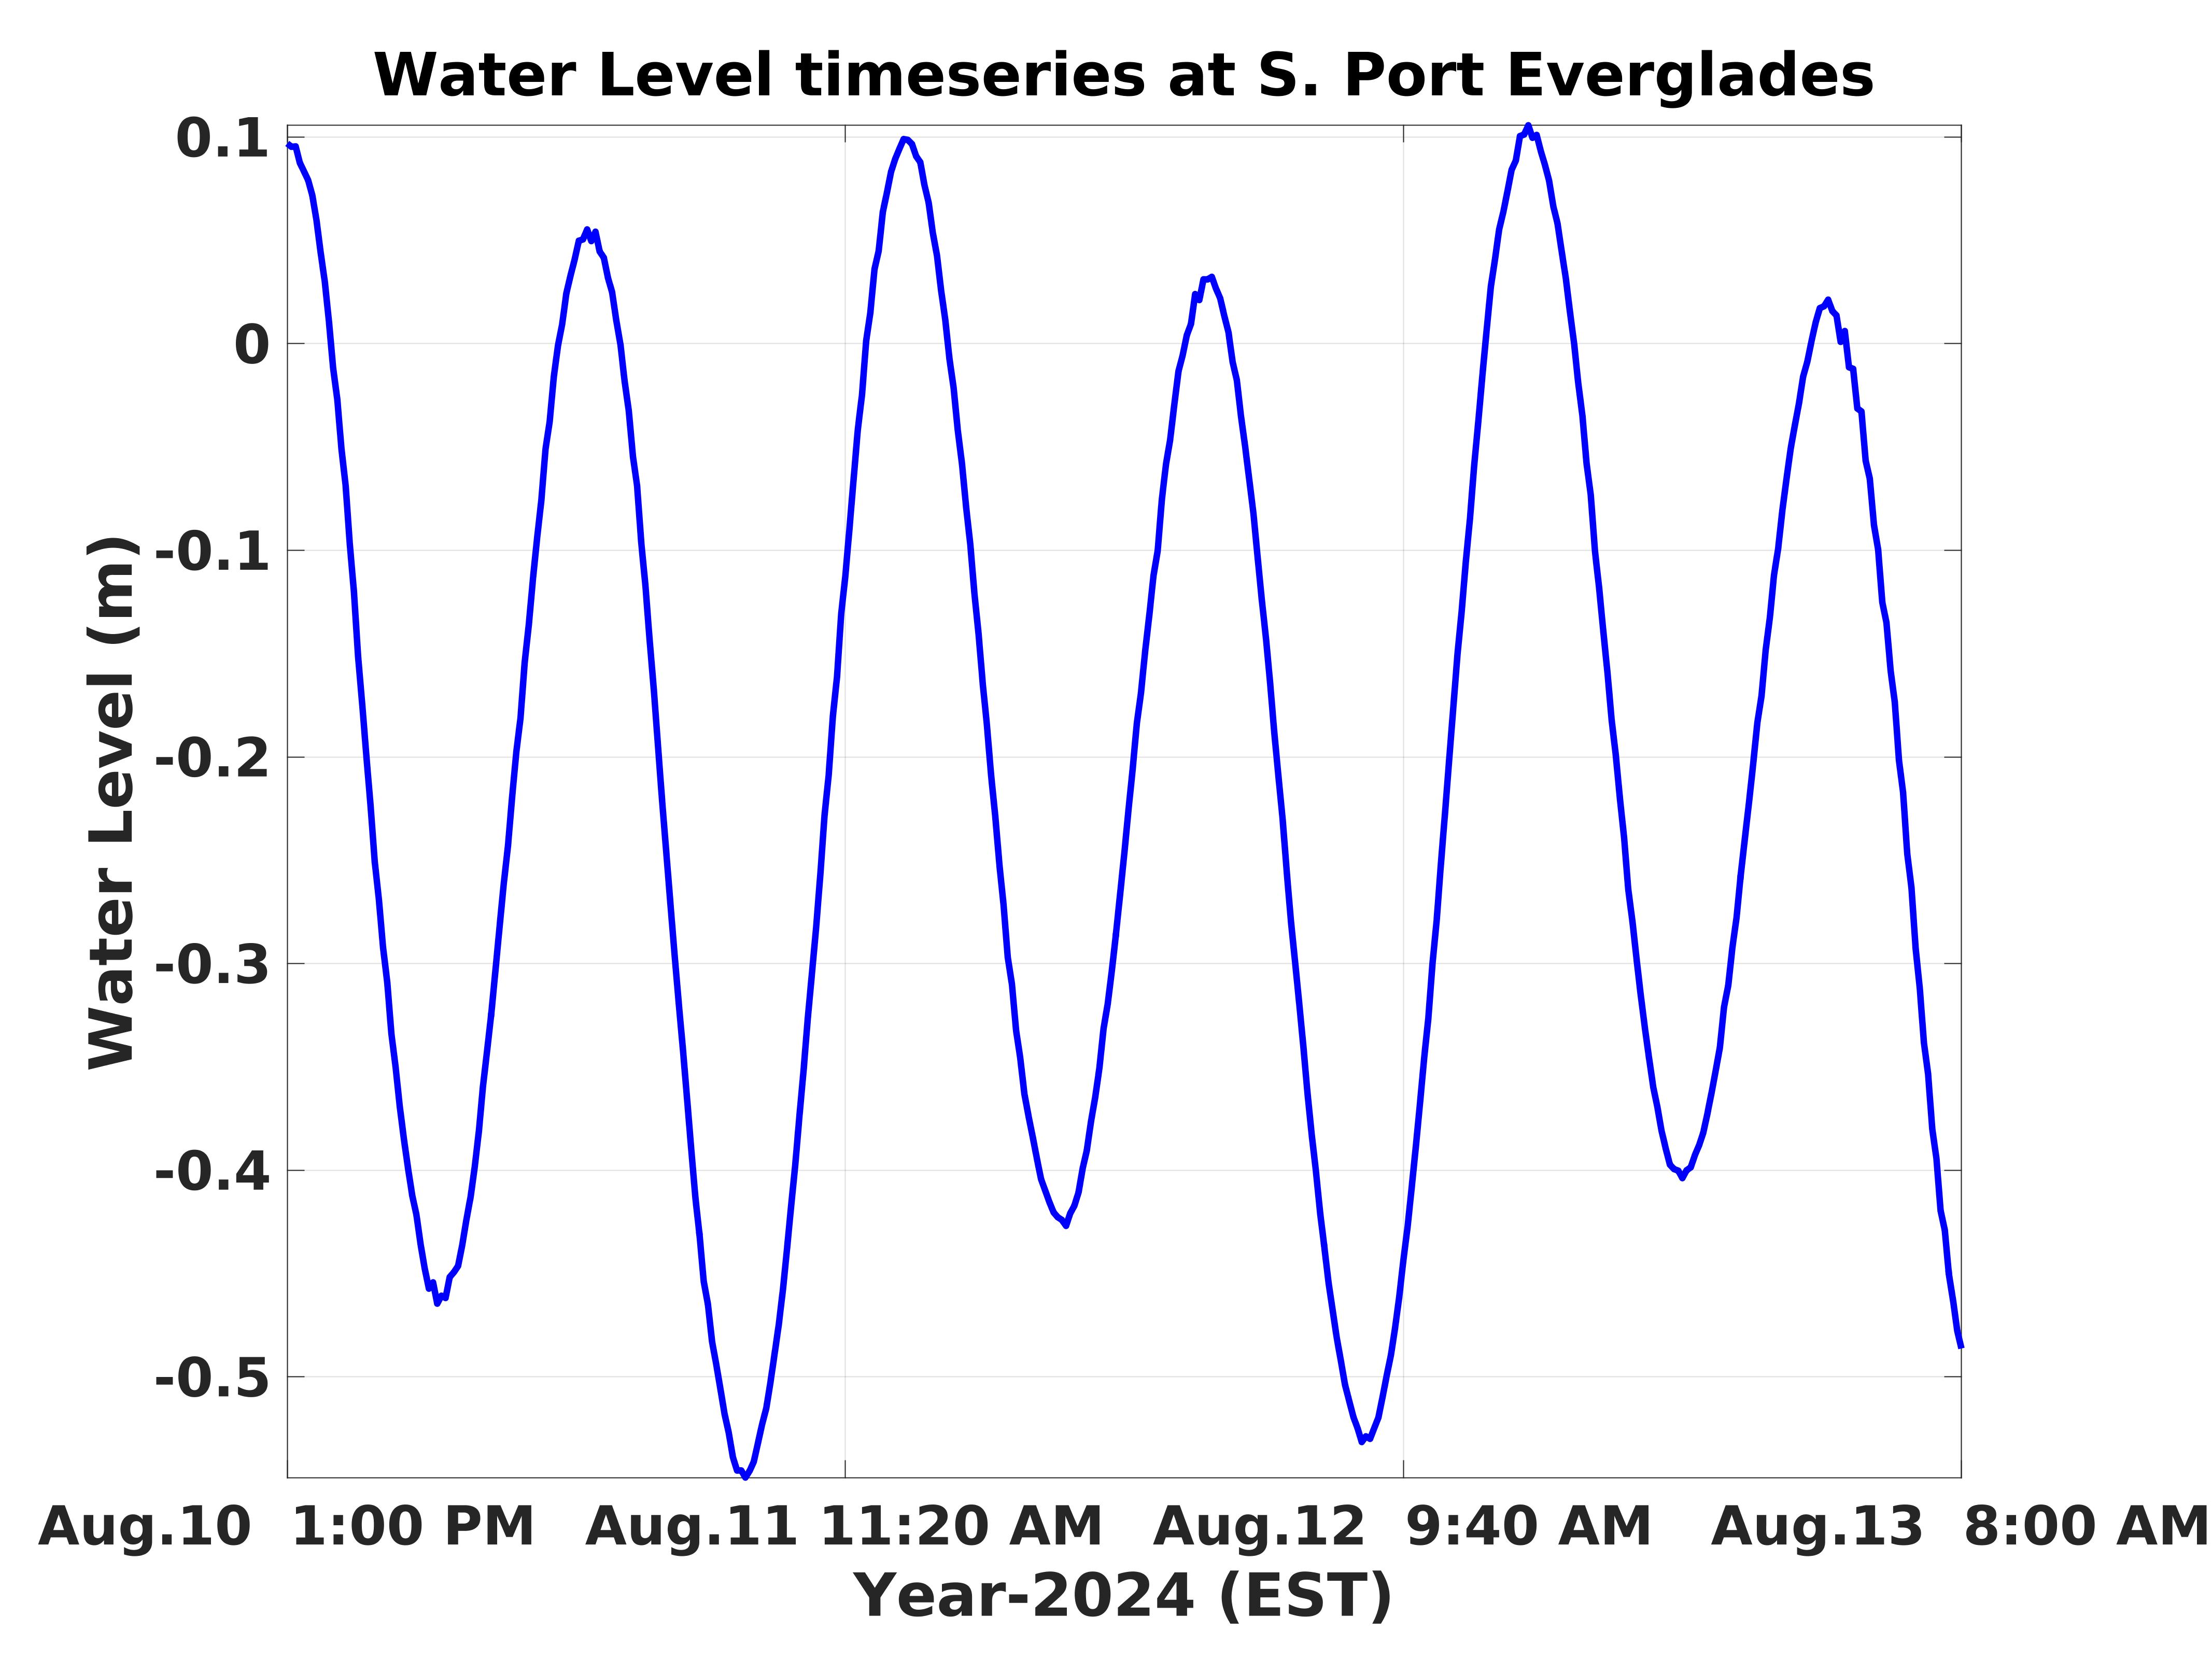 Water Level timeseries at S. Port Everglades
0.1
0
-0.1
-0.2
-0.3
-0.4
-0.5
Water Level (m)
Aug.10 1:00 PM Aug.11 11:20 AM Aug.12 9:40 AM Aug.13 8:00 AM
Year-2024 (EST)